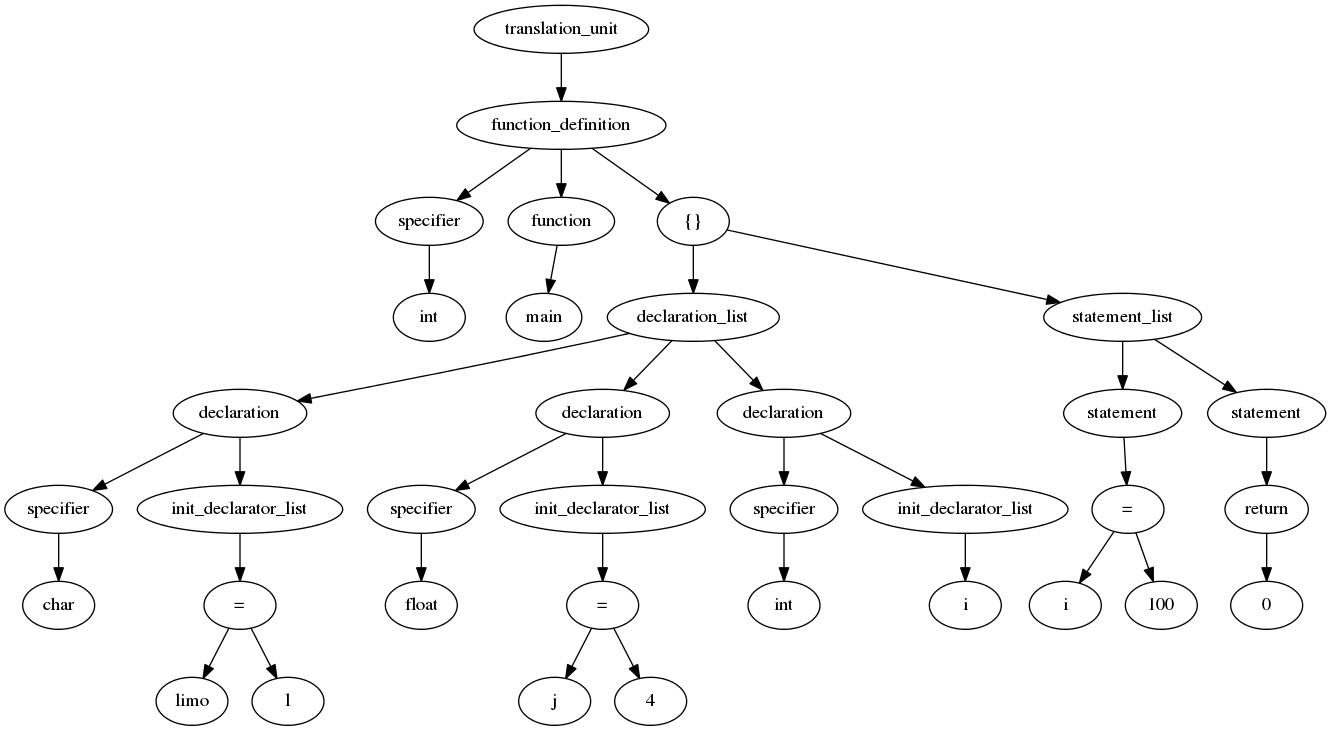 translation_unit
function_definition
specifier function {}
int main declaration_list statement_list
declaration declaration declaration statement statement
specifier init_declarator_list specifier init_declarator_list specifier init_declarator_list = return
char = float = int i i 100 0
limo 1 j 4